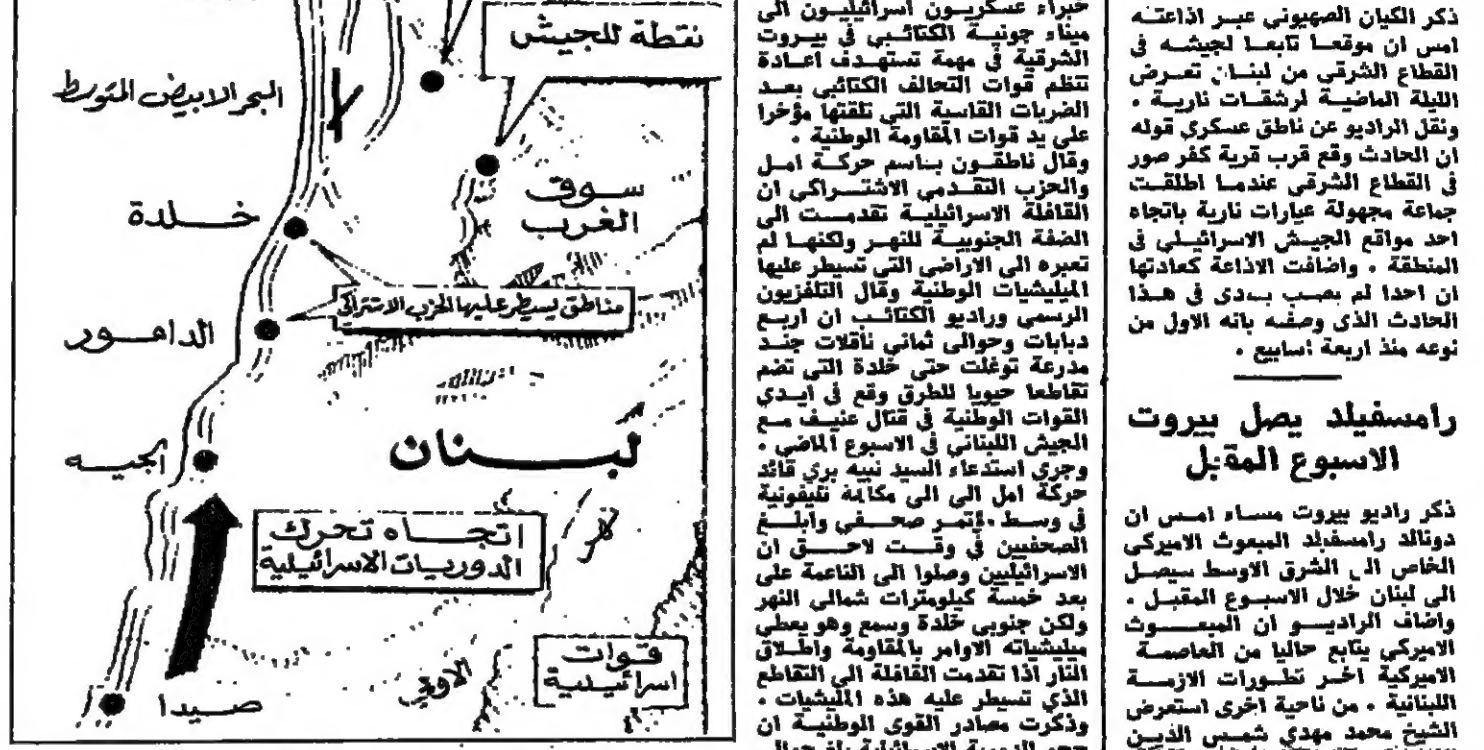 ذكر الكيان الصهيوني عبر اذاعته
امس ان موقعا تابعا لجيشه في
القطاع الشرقي من لبنان تعرض
الليلة الماضية لرشقات نارية .
ونقل الراديو عن ناطق عسكري قوله
ان الحادث وقع قرب قرية كفر صور
في القطاع الشرقي عندما اطلقت
جماعة مجهولة عيارات نارية باتجاه
احد مواقع الجيش الاسرائيلي في
المنطقة . واضافت الاذاعة كعادتها
ان احدا لم يصب بأذى في هذا
الحادث الذي وصفه بانه الاول من
نوعه منذ اربعة اسابيع .
رامسفيلد يصل بيروت
الاسبوع المقبل
ذكر راديو بيروت مساء امس ان
دونالد رامسفيلد المبعوث الاميركي
الخاص الى الشرق الاوسط سيصل
الى لبنان خلال الاسبوع المقبل .
واضاف الراديو ان المبعوث
الاميركي يتابع حاليا من العاصمة
الاميركية اخر تطورات الازمة
اللبنانية . من ناحية اخرى استعرض
الشيخ محمد مهدي شمس الدين
خبراء عسكريون اسرائيليون الى
ميناء جونية الكتائبي في بيروت
الشرقية في مهمة تستهدف اعادة
تنظم قوات التحالف الكتائبي بعد
الضربات القاسية التي تلقتها مؤخرا
على يد قوات المقاومة الوطنية .
وقال ناطقون باسم حركة امل
والحزب التقدمي الاشتراكي ان
القافلة الاسرائيلية تقدمت الى
الضفة الجنوبية للنهر ولكنها لم
تعبره الى الاراضي التي تسيطر عليها
الميليشيات الوطنية وقال التلفزيون
الرسمي وراديو الكتائب ان اربع
دبابات وحوالى ثماني ناقلات جند
مدرعة توغلت حتى خلدة التي تضم
تقاطعا حيويا للطرق وقع في ايدي
القوات الوطنية في قتال عنيف مع
الجيش اللبناني في الاسبوع الماضي .
وجري استدعاء السيد نبيه بري قائد
حركة امل الى الى مكالمة تليفونية
في وسط مؤتمر صحفي وابلغ
الصحفيين في وقت لاحق ان
الاسرائيليين وصلوا الى الناعمة على
بعد خمسة كيلومترات شمالي النهر
ولكن جنوبي خلدة وسمع وهو يعطي
ميليشياته الاوامر بالمقاومة واطلاق
النار اذا تقدمت القافلة الى التقاطع
الذي تسيطر عليه هذه المليشيات .
وذكرت مصادر القوى الوطنية ان
نقطة للجيش
البحر الابيض المتوسط
سوق
الغرب
خلدة
مناطق يسيطر عليها الحزب الاشتراكي
الدامور
لبنان
الجيه
اتجاه تحرك
الدوريات الاسرائيلية
قوات
اسرائيلية
الاولي
صيدا